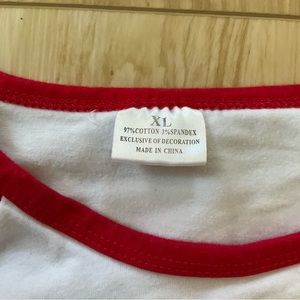 XL
97%COTTON 3%SPANDEX
EXCLUSIVE OF DECORATION
MADE IN CHINA